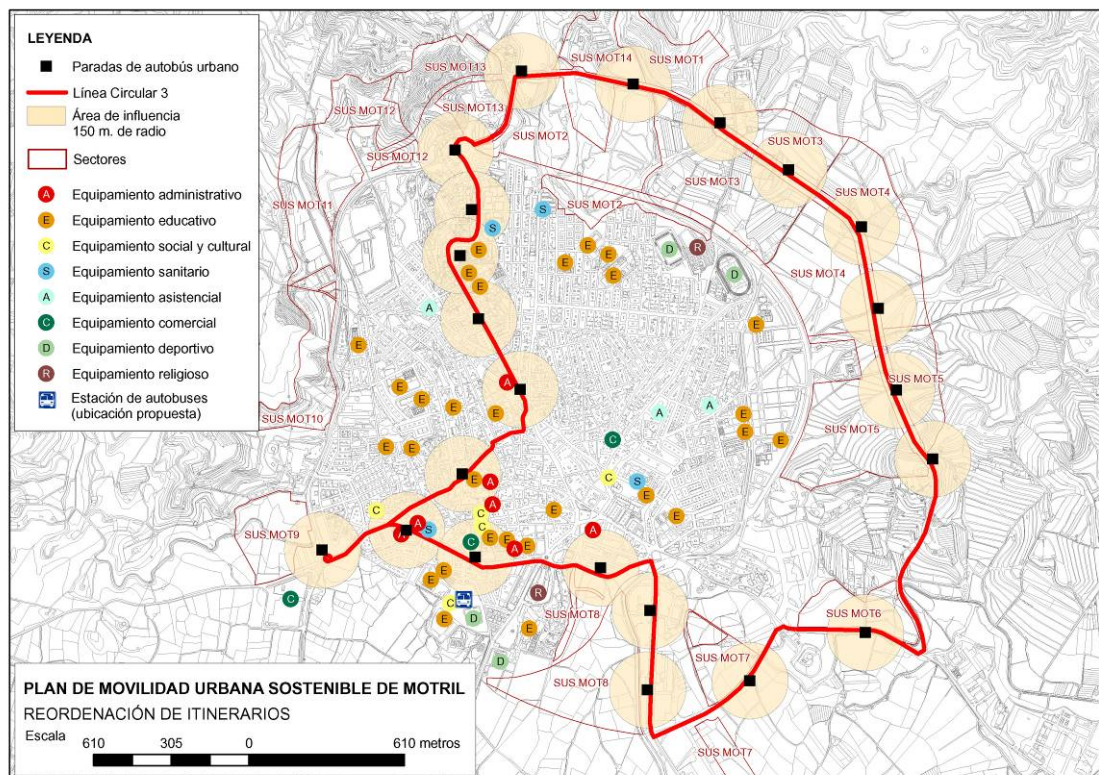 LEYENDA
Paradas de autobús urbano
Línea Circular 3
Área de influencia
150 m. de radio
Sectores
A Equipamiento administrativo
E Equipamiento educativo
C Equipamiento social y cultural
S Equipamiento sanitario
A Equipamiento asistencial
C Equipamiento comercial
D Equipamiento deportivo
R Equipamiento religioso
Estación de autobuses
(ubicación propuesta)
SUS MOT13
SUS MOT14
SUS MOT1
SUS MOT12
SUS MOT13
SUS MOT2
SUS MOT3
SUS MOT12
SUS MOT3
SUS MOT4
SUS MOT11
SUS MOT2
S
S
E
E
E
E
E
E
E
D
R
D
SUS MOT4
A
E
E
A
SUS MOT5
E
E
E
E
A
A
E
E
E
SUS MOT10
SUS MOT5
E
E
C
E
A
C
S
E
A
C
C
E
E
SUS MOT9
A
A
S
A
C
E
E
E
A
E
E
C
C
E
D
R
E
SUS MOT8
SUS MOT6
D
SUS MOT7
SUS MOT8
SUS MOT7
PLAN DE MOVILIDAD URBANA SOSTENIBLE DE MOTRIL
REORDENACIÓN DE ITINERARIOS
Escala
610 305 0 610 metros